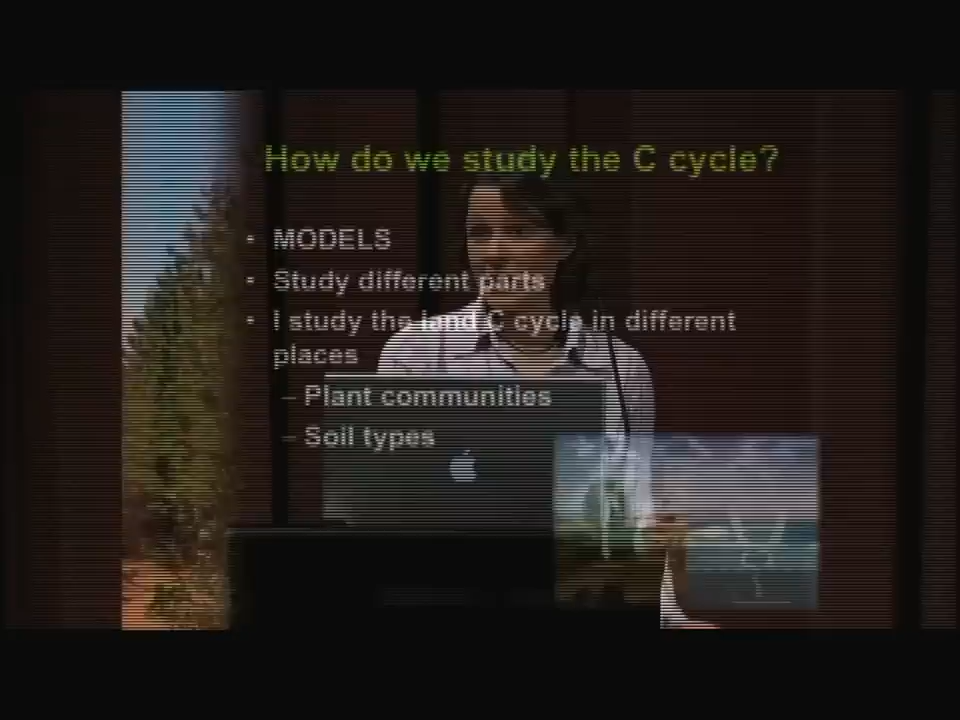 How do we study the C cycle?
• MODELS
• Study different parts
• I study the land C cycle in different
places
– Plant communities
– Soil types